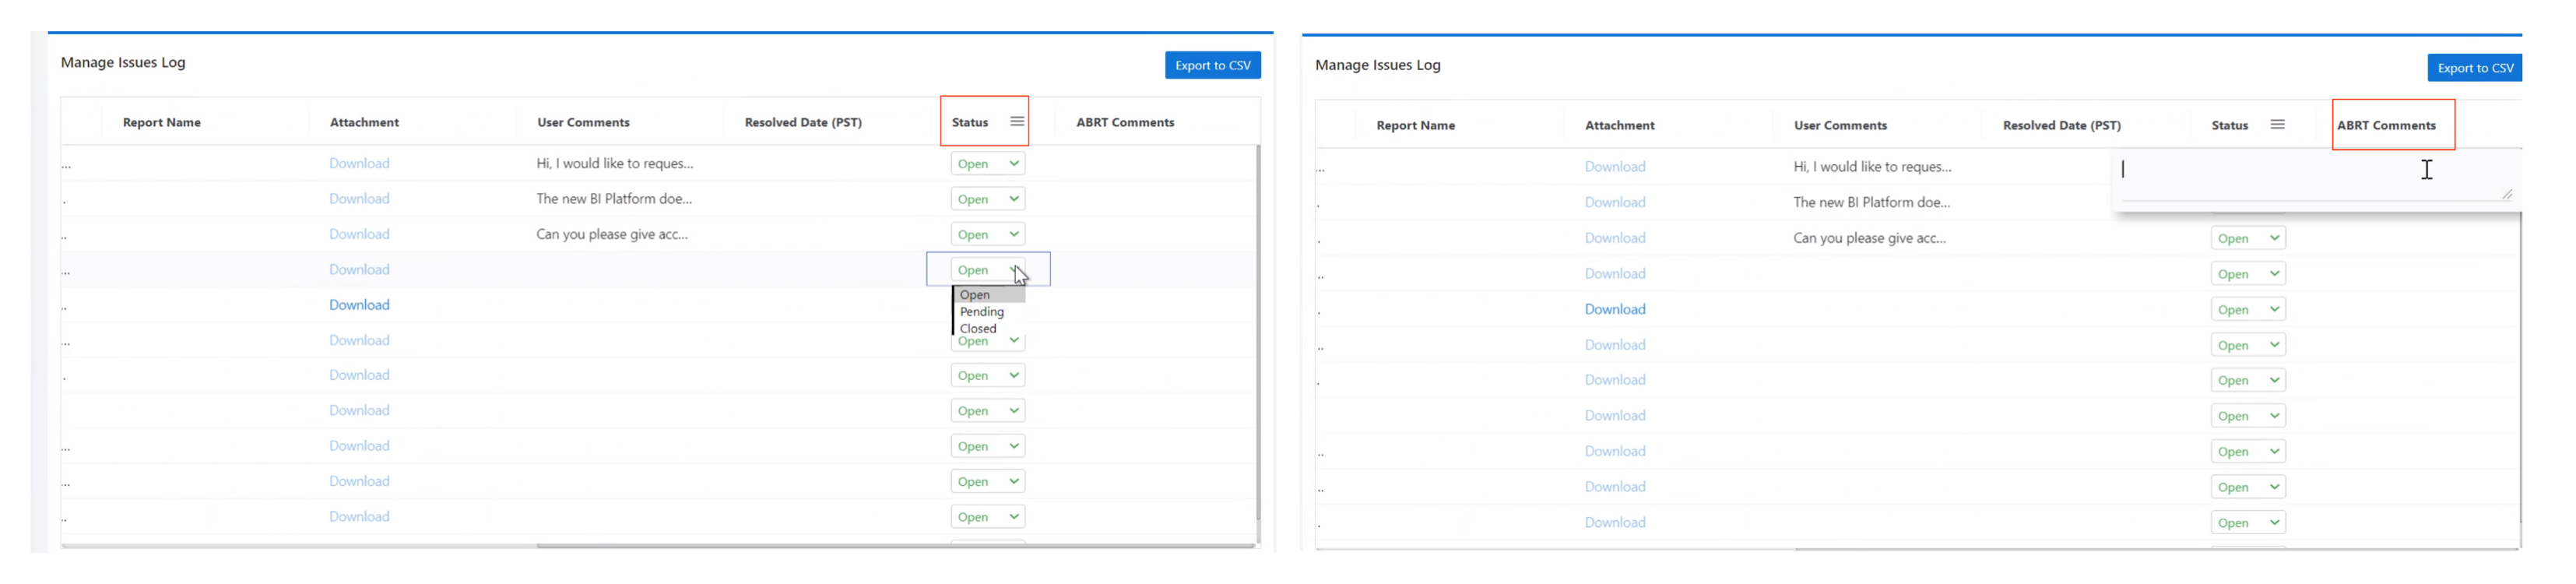 Manage Issues Log
Export to CSV
Report Name Attachment User Comments Resolved Date (PST) Status ABRT Comments
... Download Hi, I would like to reques... Open
. Download The new BI Platform doe... Open
.. Download Can you please give acc... Open
... Download Open
Open
Pending
Closed
.. Download
... Download Open
. Download Open
Download Open
... Download Open
... Download Open
.. Download Open
Manage Issues Log
Export to CSV
Report Name Attachment User Comments Resolved Date (PST) Status ABRT Comments
... Download Hi, I would like to reques...
. Download The new BI Platform doe...
. Download Can you please give acc... Open
.. Download Open
. Download Open
.. Download Open
. Download Open
Download Open
.. Download Open
.. Download Open
. Download Open